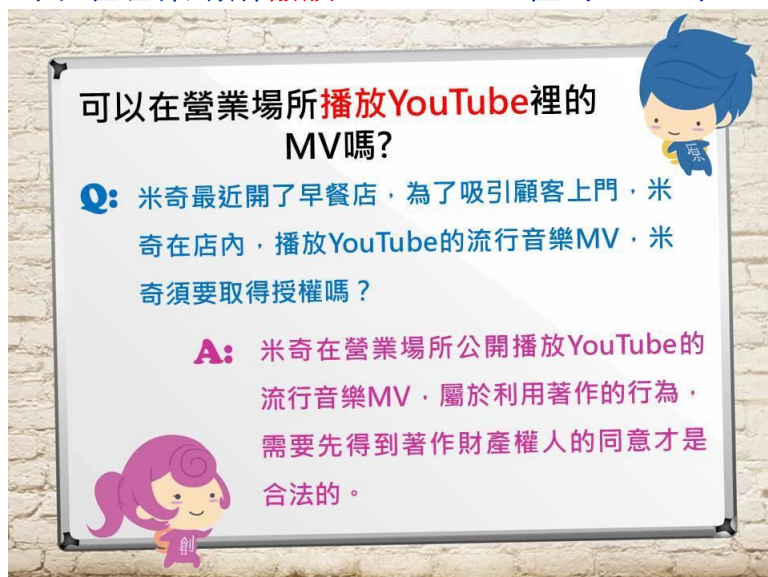 可以在營業場所播放YouTube裡的
MV嗎?
原
Q: 米奇最近開了早餐店，為了吸引顧客上門，米
奇在店內，播放YouTube的流行音樂MV，米
奇須要取得授權嗎？
A: 米奇在營業場所公開播放YouTube的
流行音樂MV，屬於利用著作的行為，
需要先得到著作財產權人的同意才是
合法的。
創